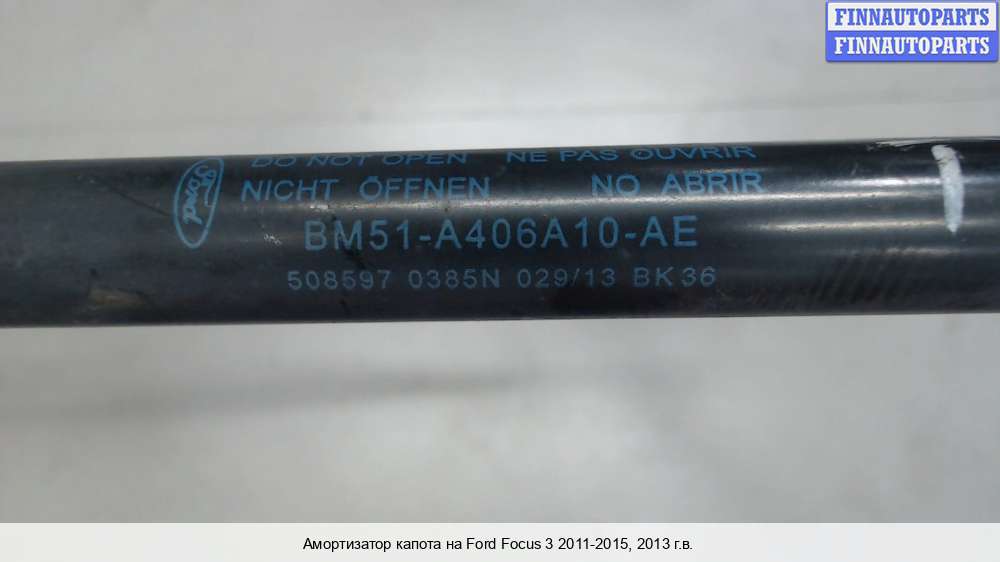 FINNAUTOPARTS
FINNAUTOPARTS
Ford
DO NOT OPEN NE PAS OUVRIR
NICHT ÖFFNEN NO ABRIR
BM51-A406A10-AE
508597 0385N 029/13 BK36
Амортизатор капота на Ford Focus 3 2011-2015, 2013 г.в.